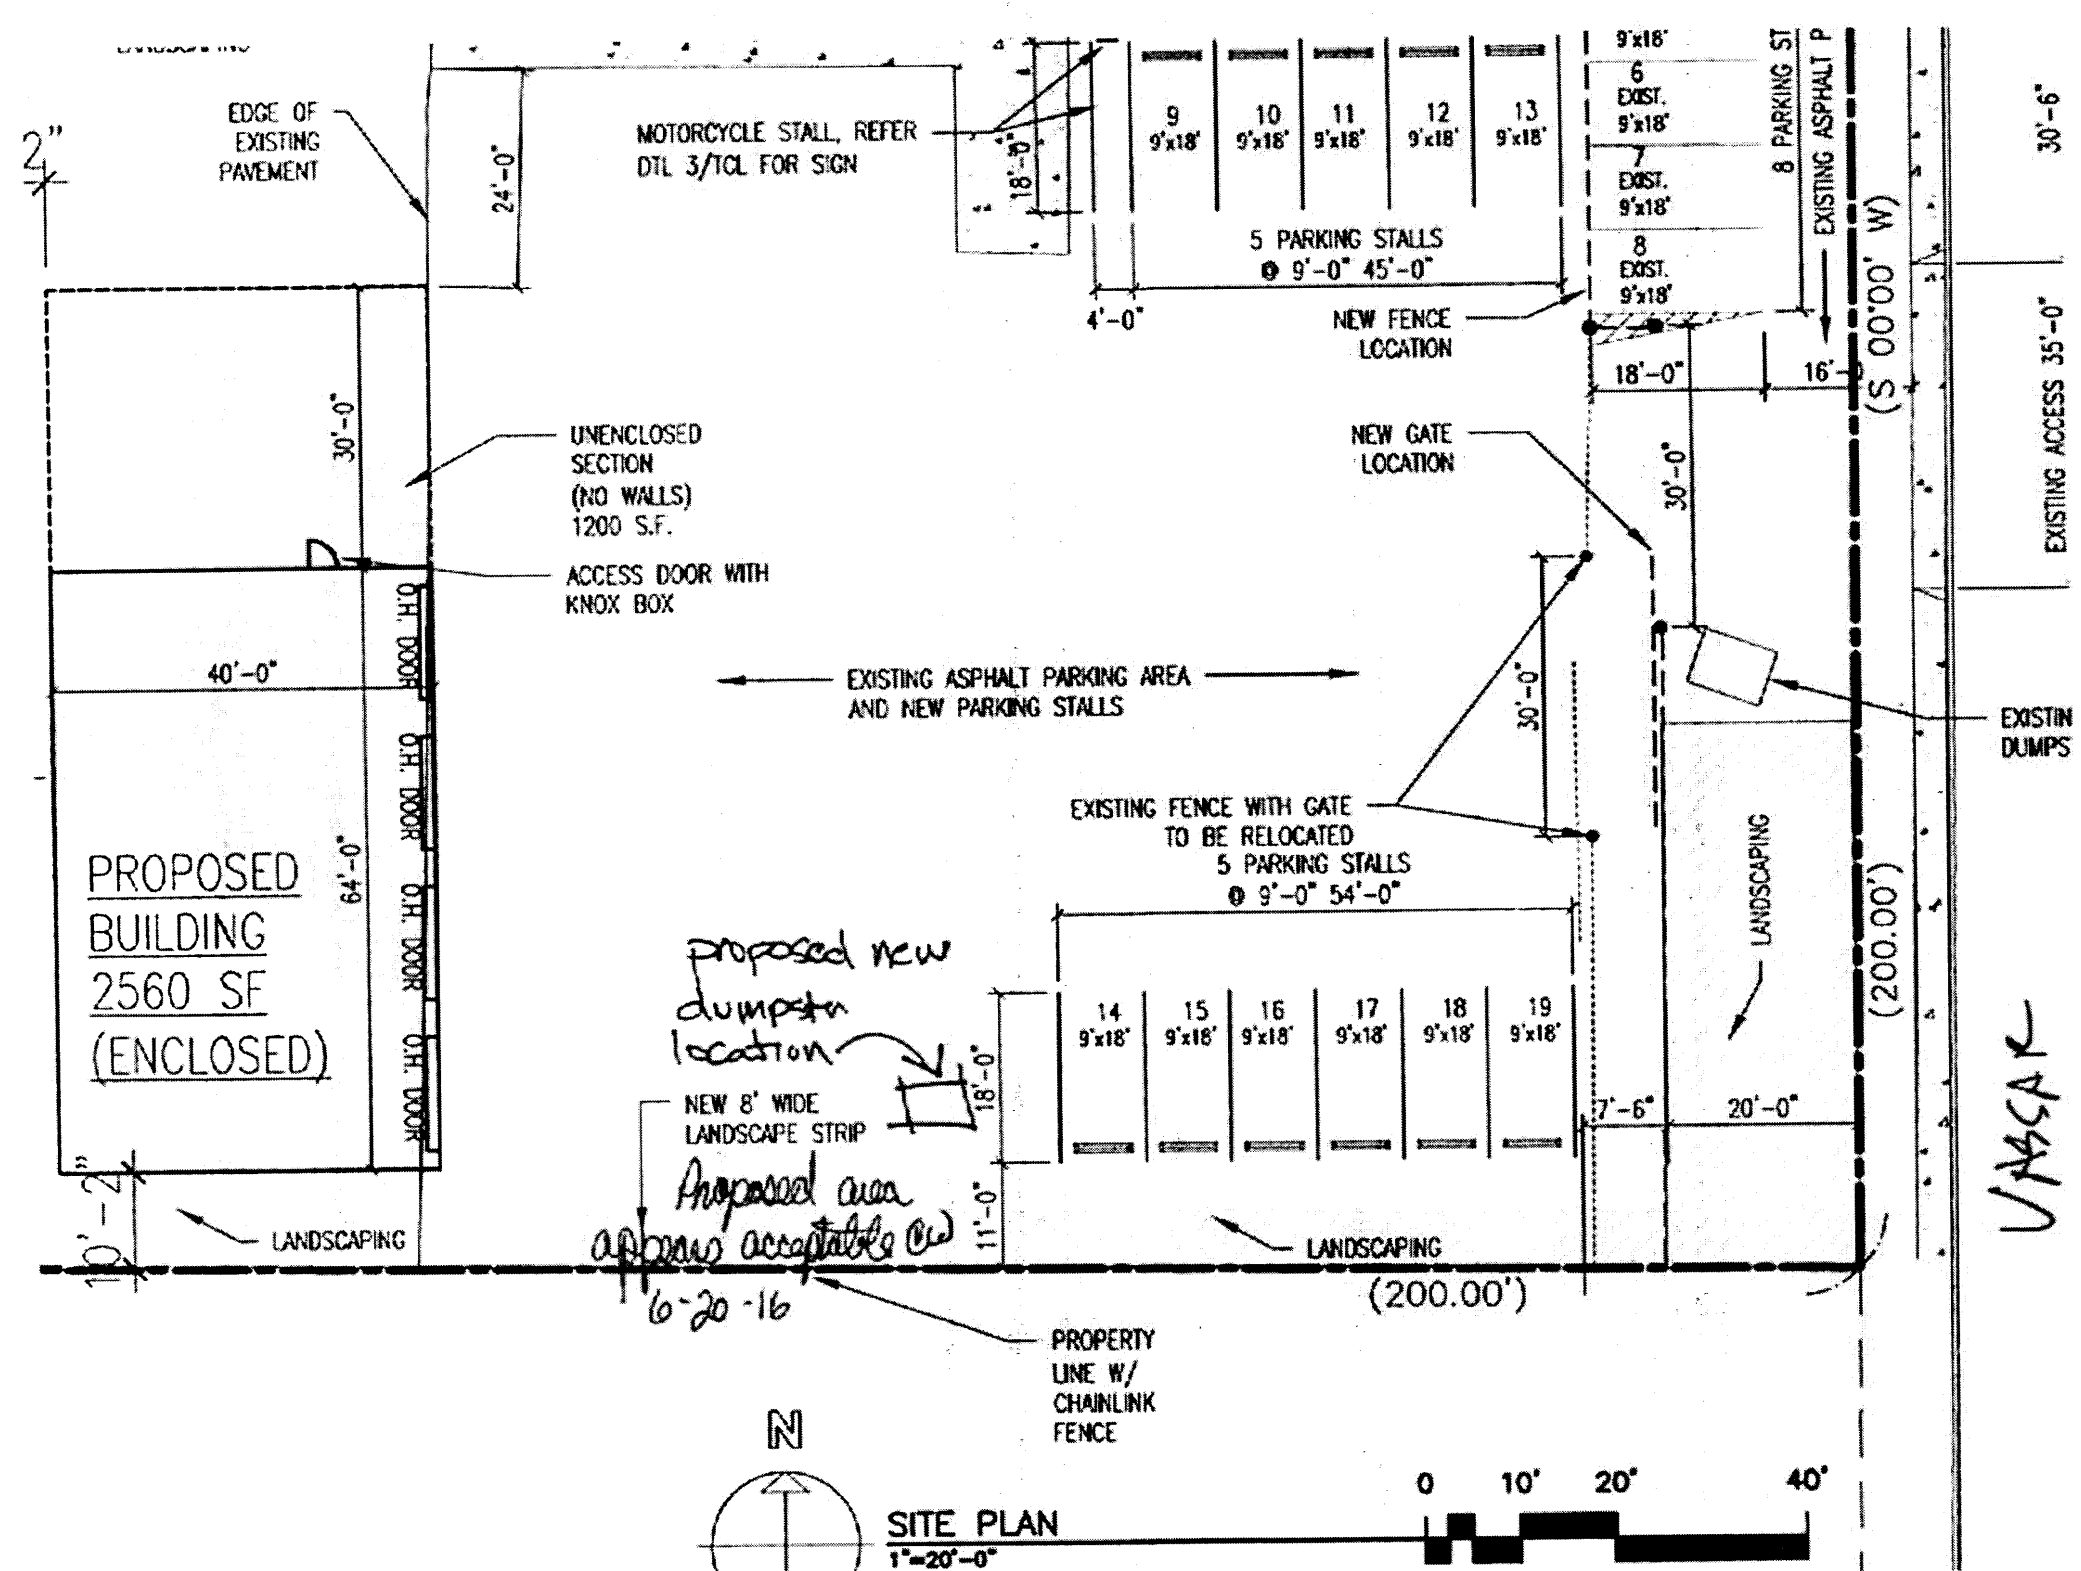 EDGE OF
EXISTING
PAVEMENT
2"
24'-0"
MOTORCYCLE STALL, REFER
DTL 3/TCL FOR SIGN
18'-0"
9
9'x18'
10
9'x18'
11
9'x18'
12
9'x18'
13
9'x18'
5 PARKING STALLS
@ 9'-0" 45'-0"
4'-0"
9'x18'
6
EXIST.
9'x18'
7
EXIST.
9'x18'
8
EXIST.
9'x18'
8 PARKING ST
EXISTING ASPHALT P
(S 00'00' W)
30'-6"
EXISTING ACCESS 35'-0"
NEW FENCE
LOCATION
18'-0"
16'-0
NEW GATE
LOCATION
30'-0"
30'-0"
UNENCLOSED
SECTION
(NO WALLS)
1200 S.F.
ACCESS DOOR WITH
KNOX BOX
30'-0"
O.H. DOOR
O.H. DOOR
O.H. DOOR
O.H. DOOR
40'-0"
64'-0"
EXISTING ASPHALT PARKING AREA
AND NEW PARKING STALLS
30'-0"
EXISTIN
DUMPS
EXISTING FENCE WITH GATE
TO BE RELOCATED
5 PARKING STALLS
@ 9'-0" 54'-0"
PROPOSED
BUILDING
2560 SF
(ENCLOSED)
LANDSCAPING
(200.00')
proposed new
dumpster
location
14
9'x18'
15
9'x18'
16
9'x18'
17
9'x18'
18
9'x18'
19
9'x18'
18'-0"
NEW 8' WIDE
LANDSCAPE STRIP
7'-6"
20'-0"
VASSAR
Proposed area
appears acceptable CW
6-20-16
10'-2"
LANDSCAPING
11'-0"
LANDSCAPING
(200.00')
PROPERTY
LINE W/
CHAINLINK
FENCE
N
SITE PLAN
1"=20'-0"
0 10' 20' 40'